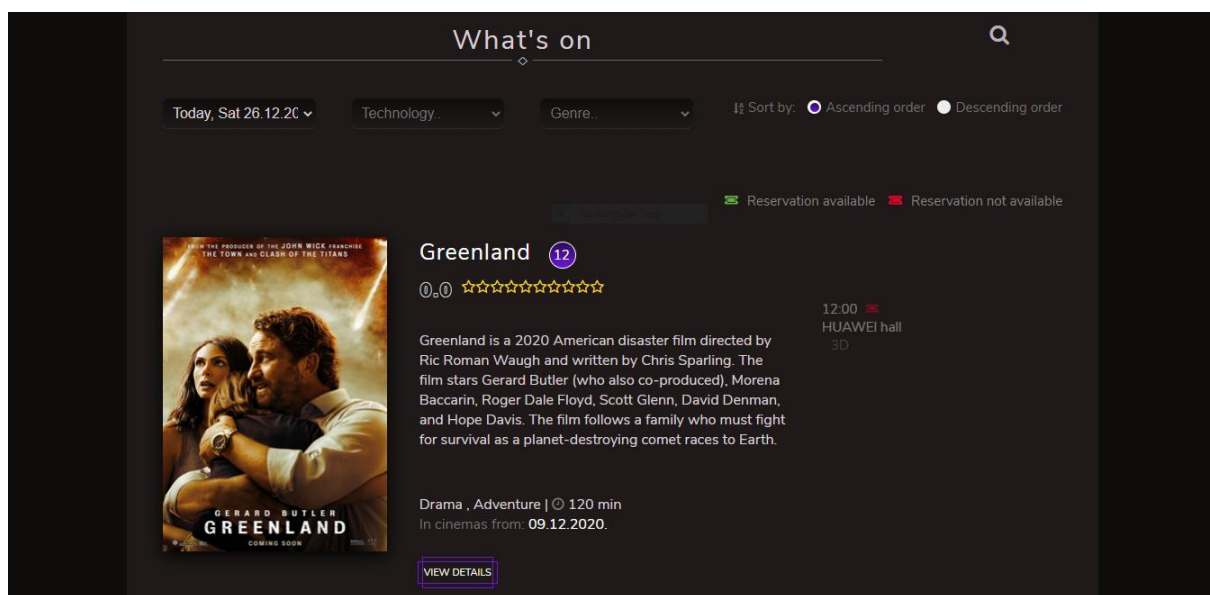 What's on
Today, Sat 26.12.20
Technology..
Genre..
Sort by: Ascending order Descending order
Reservation available Reservation not available
FROM THE PRODUCER OF THE JOHN WICK FRANCHISE
THE TOWN AND CLASH OF THE TITANS
GERARD BUTLER
GREENLAND
COMING SOON
Greenland 12
0.0
Greenland is a 2020 American disaster film directed by
Ric Roman Waugh and written by Chris Sparling. The
film stars Gerard Butler (who also co-produced), Morena
Baccarin, Roger Dale Floyd, Scott Glenn, David Denman,
and Hope Davis. The film follows a family who must fight
for survival as a planet-destroying comet races to Earth.
Drama , Adventure | 120 min
In cinemas from: 09.12.2020.
VIEW DETAILS
12:00
HUAWEI hall
3D